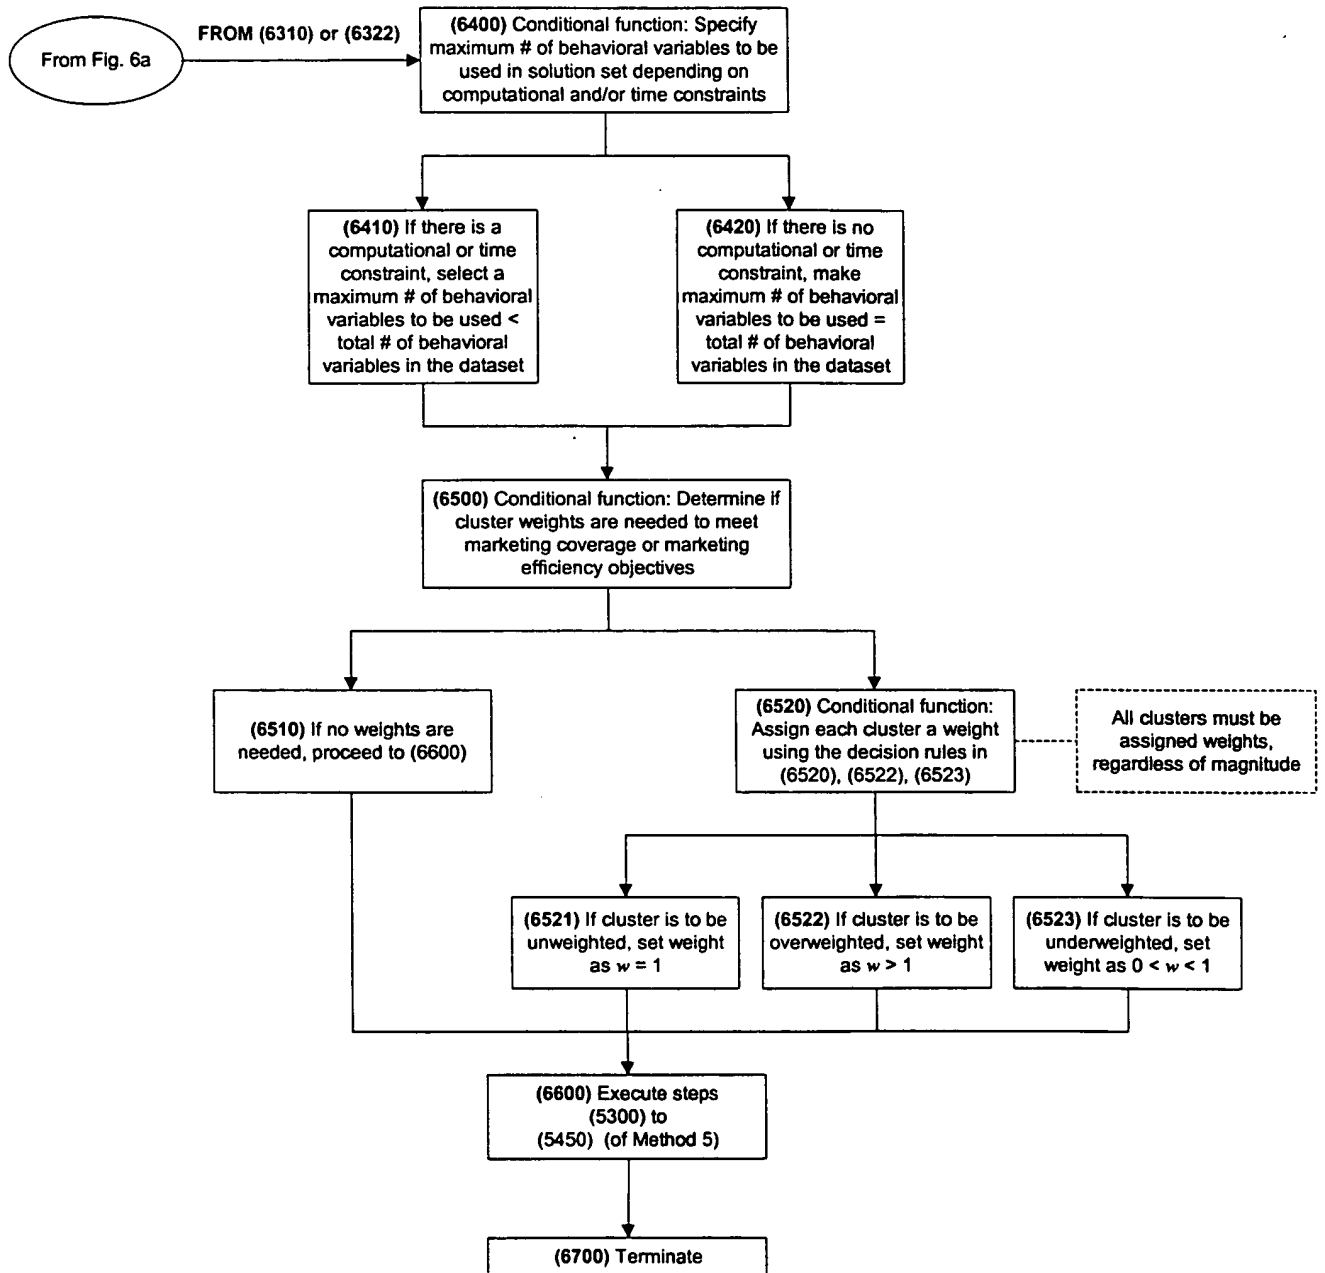 From Fig. 6a
FROM (6310) or (6322)
(6400) Conditional function: Specify
maximum # of behavioral variables to be
used in solution set depending on
computational and/or time constraints
(6410) If there is a
computational or time
constraint, select a
maximum # of behavioral
variables to be used <
total # of behavioral
variables in the dataset
(6420) If there is no
computational or time
constraint, make
maximum # of behavioral
variables to be used =
total # of behavioral
variables in the dataset
(6500) Conditional function: Determine if
cluster weights are needed to meet
marketing coverage or marketing
efficiency objectives
(6510) If no weights are
needed, proceed to (6600)
(6520) Conditional function:
Assign each cluster a weight
using the decision rules in
(6520), (6522), (6523)
All clusters must be
assigned weights,
regardless of magnitude
(6521) If cluster is to be
unweighted, set weight
as w = 1
(6522) If cluster is to be
overweighted, set weight
as w > 1
(6523) If cluster is to be
underweighted, set
weight as 0 < w < 1
(6600) Execute steps
(5300) to
(5450) (of Method 5)
(6700) Terminate